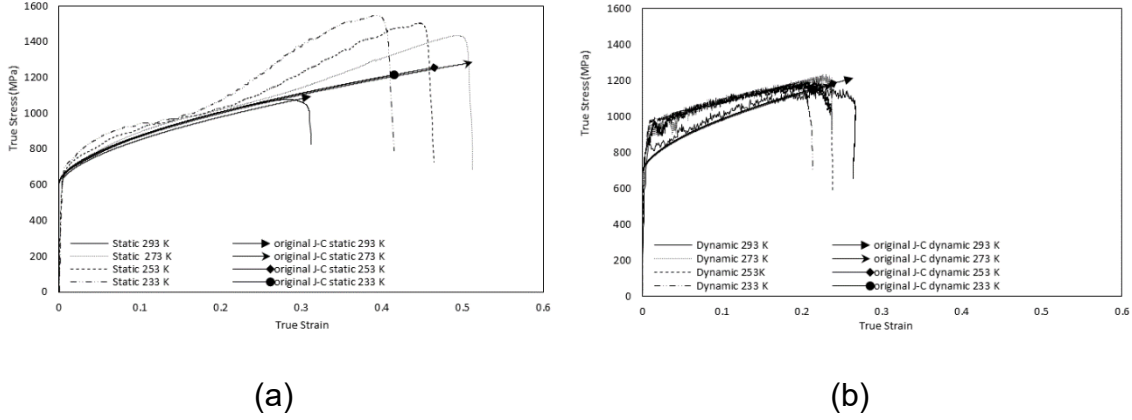 1600
1400
1200
1000
800
600
400
200
0
True Stress (MPa)
0 0.1 0.2 0.3 0.4 0.5 0.6
True Strain
Static 293 K original J-C static 293 K
Static 273 K original J-C static 273 K
Static 253 K original J-C static 253 K
Static 233 K original J-C static 233 K
(a)
1600
1400
1200
1000
800
600
400
200
0
True Stress (MPa)
0 0.1 0.2 0.3 0.4 0.5 0.6
True Strain
Dynamic 293 K original J-C dynamic 293 K
Dynamic 273 K original J-C dynamic 273 K
Dynamic 253K original J-C dynamic 253 K
Dynamic 233 K original J-C dynamic 233 K
(b)